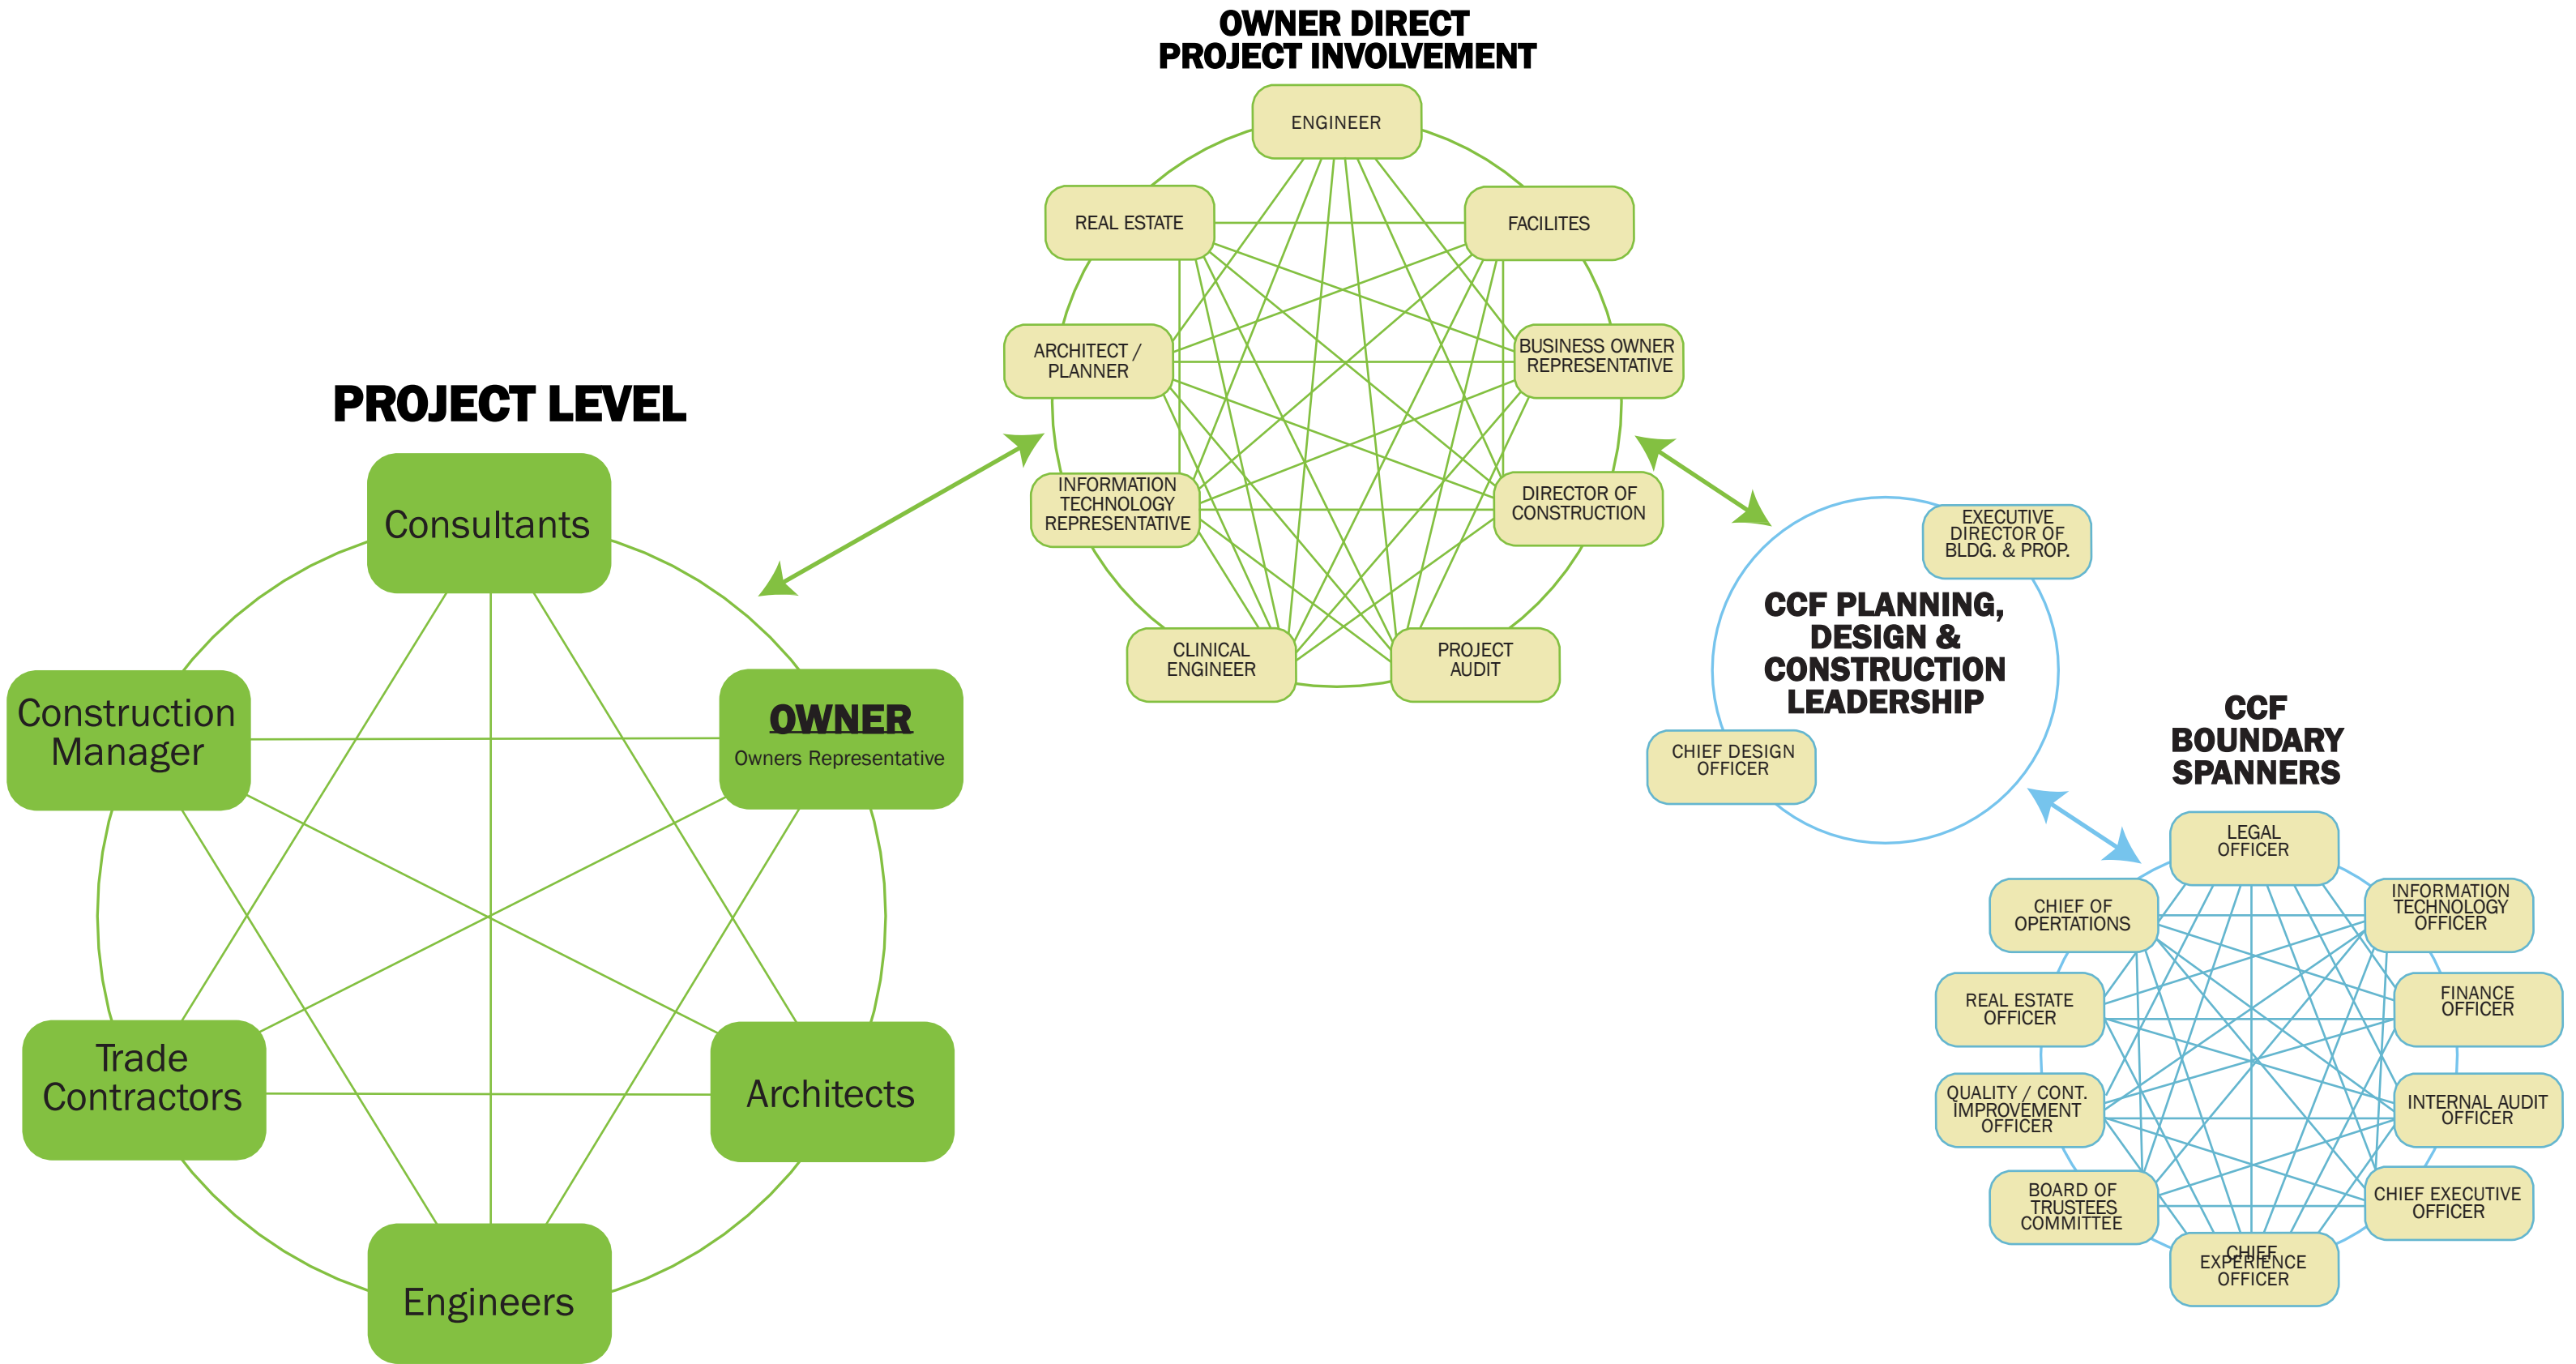 OWNER DIRECT
PROJECT INVOLVEMENT
ENGINEER
REAL ESTATE
FACILITES
ARCHITECT /
PLANNER
BUSINESS OWNER
REPRESENTATIVE
INFORMATION
TECHNOLOGY
REPRESENTATIVE
DIRECTOR OF
CONSTRUCTION
CLINICAL
ENGINEER
PROJECT
AUDIT
PROJECT LEVEL
Consultants
Construction
Manager
OWNER
Owners Representative
Trade
Contractors
Architects
Engineers
EXECUTIVE
DIRECTOR OF
BLDG. & PROP.
CCF PLANNING,
DESIGN &
CONSTRUCTION
LEADERSHIP
CHIEF DESIGN
OFFICER
CCF
BOUNDARY
SPANNERS
LEGAL
OFFICER
CHIEF OF
OPERTATIONS
INFORMATION
TECHNOLOGY
OFFICER
REAL ESTATE
OFFICER
FINANCE
OFFICER
QUALITY / CONT.
IMPROVEMENT
OFFICER
INTERNAL AUDIT
OFFICER
BOARD OF
TRUSTEES
COMMITTEE
CHIEF EXECUTIVE
OFFICER
CHIEF
EXPERIENCE
OFFICER